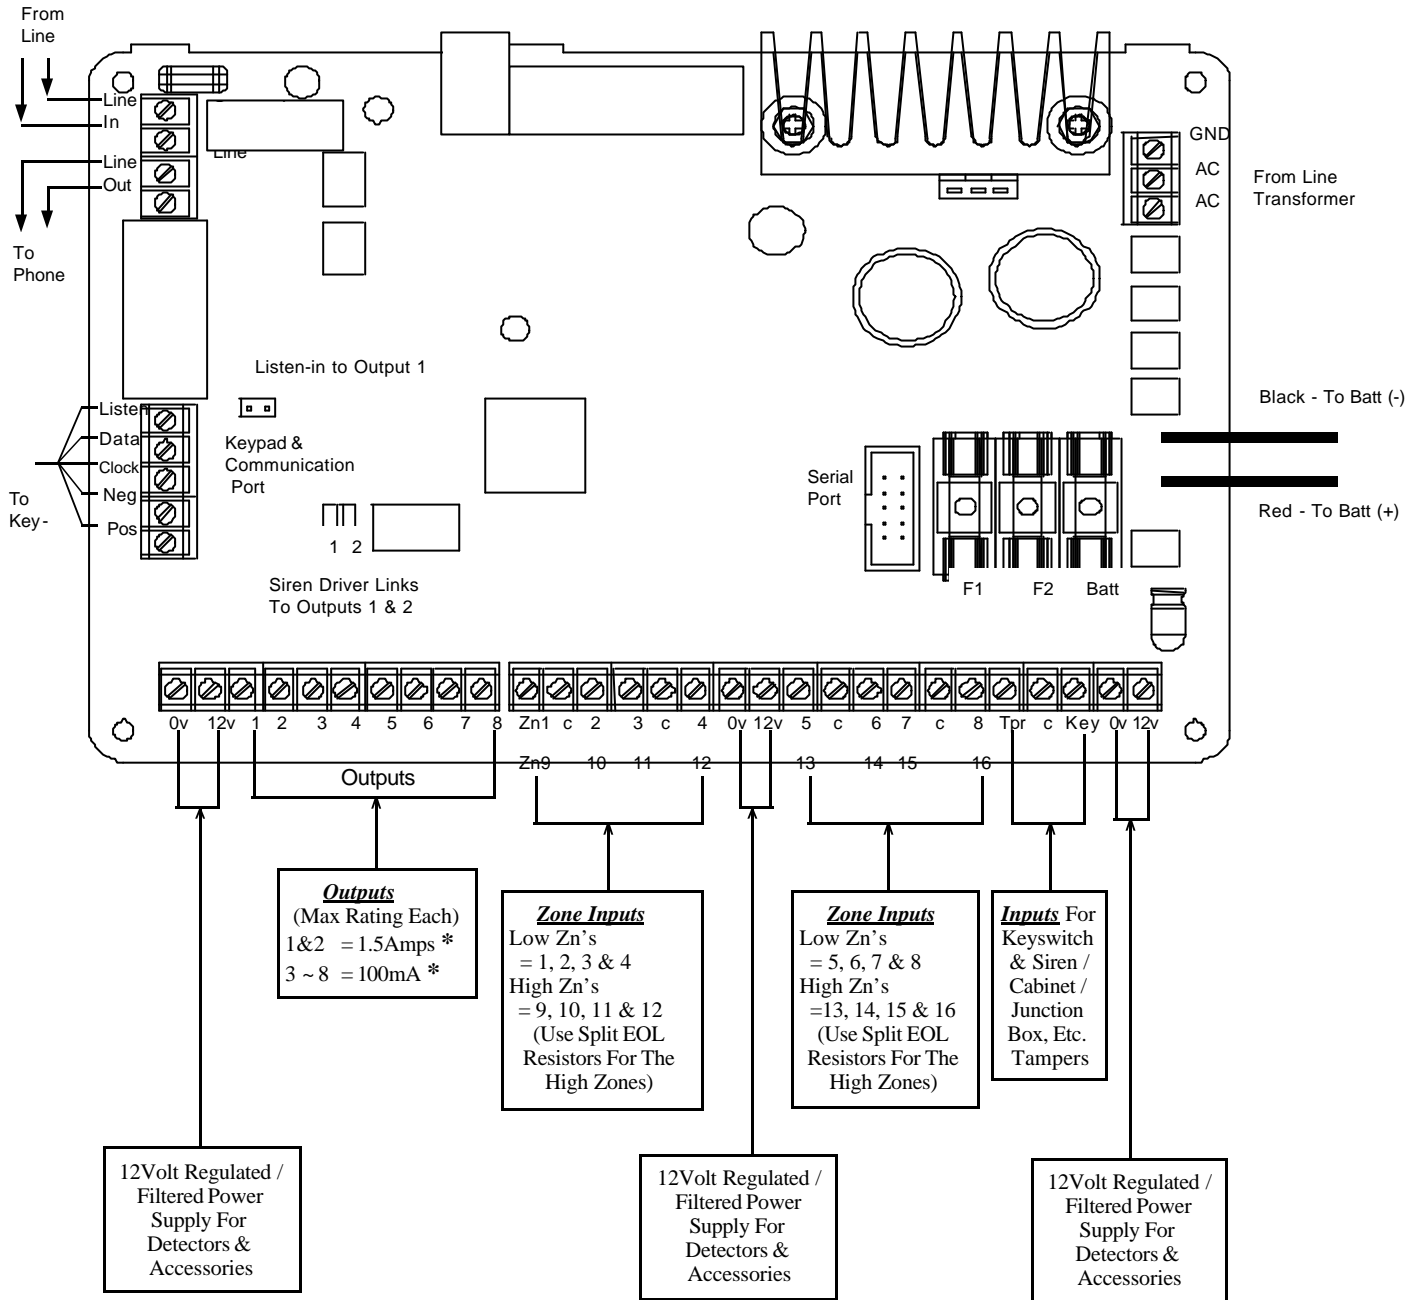 From
Line
Line
In
Line
Out
To
Phone
Line
GND
AC
AC
From Line
Transformer
Listen-in to Output 1
Listen
Data
Clock
Neg
Pos
To
Key-
Keypad &
Communication
Port
1 2
Siren Driver Links
To Outputs 1 & 2
Serial
Port
F1 F2 Batt
Black - To Batt (-)
Red - To Batt (+)
0v 12v 1 2 3 4 5 6 7 8 Zn1 c 2 3 c 4 0v 12v 5 c 6 7 c 8 Tpr c Key 0v 12v
Zn9 10 11 12 13 14 15 16
Outputs
Outputs
(Max Rating Each)
1&2 = 1.5Amps *
3 ~ 8 = 100mA *
Zone Inputs
Low Zn's
= 1, 2, 3 & 4
High Zn's
= 9, 10, 11 & 12
(Use Split EOL
Resistors For The
High Zones)
Zone Inputs
Low Zn's
= 5, 6, 7 & 8
High Zn's
=13, 14, 15 & 16
(Use Split EOL
Resistors For The
High Zones)
Inputs For
Keyswitch
& Siren /
Cabinet /
Junction
Box, Etc.
Tampers
12Volt Regulated /
Filtered Power
Supply For
Detectors &
Accessories
12Volt Regulated /
Filtered Power
Supply For
Detectors &
Accessories
12Volt Regulated /
Filtered Power
Supply For
Detectors &
Accessories